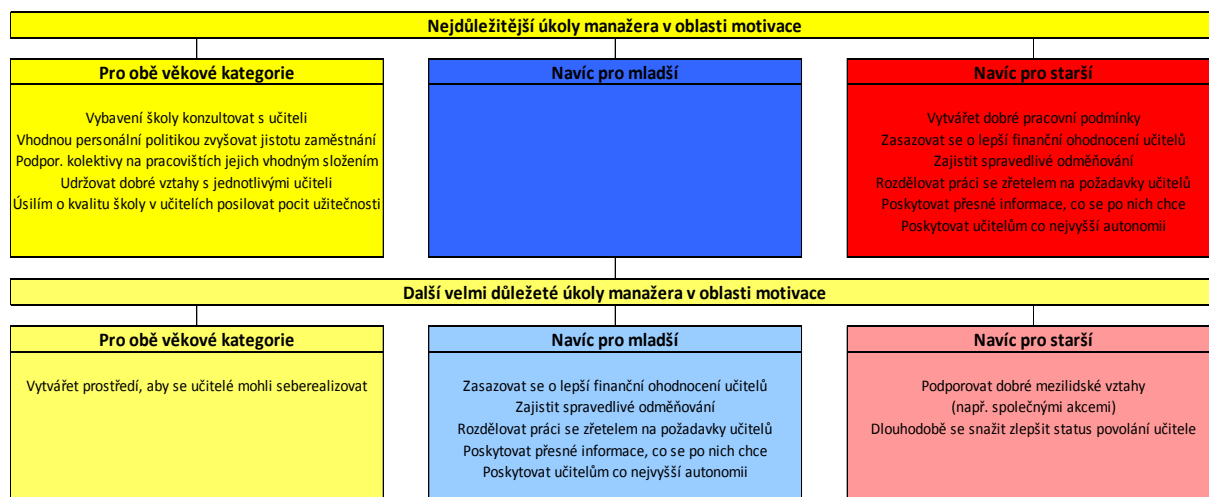 Nejdůležitější úkoly manažera v oblasti motivace
Pro obě věkové kategorie
Vybavení školy konzultovat s učiteli
Vhodnou personální politikou zvyšovat jistotu zaměstnání
Podpor. kolektivy na pracovištích jejich vhodným složením
Udržovat dobré vztahy s jednotlivými učiteli
Úsilím o kvalitu školy v učitelích posilovat pocit užitečnosti
Navíc pro mladší
Navíc pro starší
Vytvářet dobré pracovní podmínky
Zasazovat se o lepší finanční ohodnocení učitelů
Zajistit spravedlivé odměňování
Rozdělovat práci se zřetelem na požadavky učitelů
Poskytovat přesné informace, co se po nich chce
Poskytovat učitelům co nejvyšší autonomii
Další velmi důležeté úkoly manažera v oblasti motivace
Pro obě věkové kategorie
Vytvářet prostředí, aby se učitelé mohli seberealizovat
Navíc pro mladší
Zasazovat se o lepší finanční ohodnocení učitelů
Zajistit spravedlivé odměňování
Rozdělovat práci se zřetelem na požadavky učitelů
Poskytovat přesné informace, co se po nich chce
Poskytovat učitelům co nejvyšší autonomii
Navíc pro starší
Podporovat dobré mezilidské vztahy
(např. společnými akcemi)
Dlouhodobě se snažit zlepšit status povolání učitele